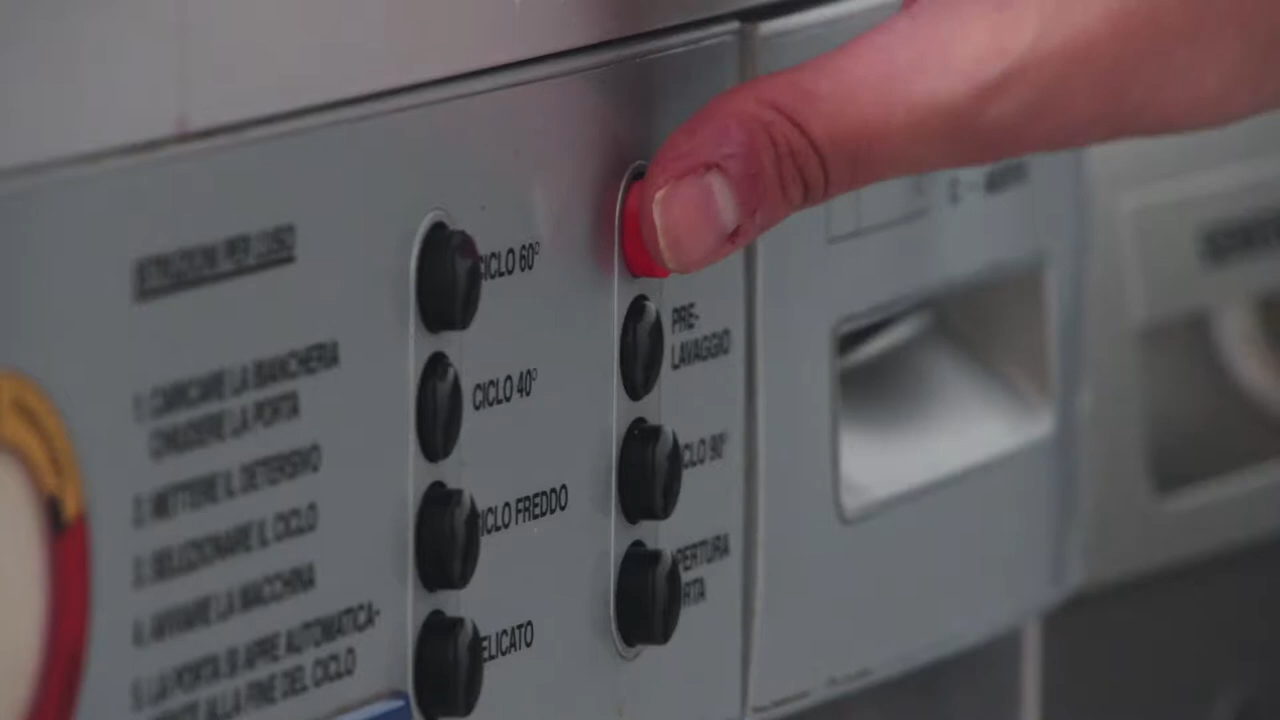 ISTRUZIONI PER L'USO
1. CARICARE LA BIANCHERIA
CHIUDERE LA PORTA
2. METTERE IL DETERSIVO
3. SELEZIONARE IL CICLO
4. AVVIARE LA MACCHINA
5. LA PORTA SI APRE AUTOMATICA-
ALLA FINE DEL CICLO
CICLO 60°
CICLO 40°
CICLO FREDDO
ELICATO
PRE-
LAVAGGIO
CLO 90°
PERTURA
RTA